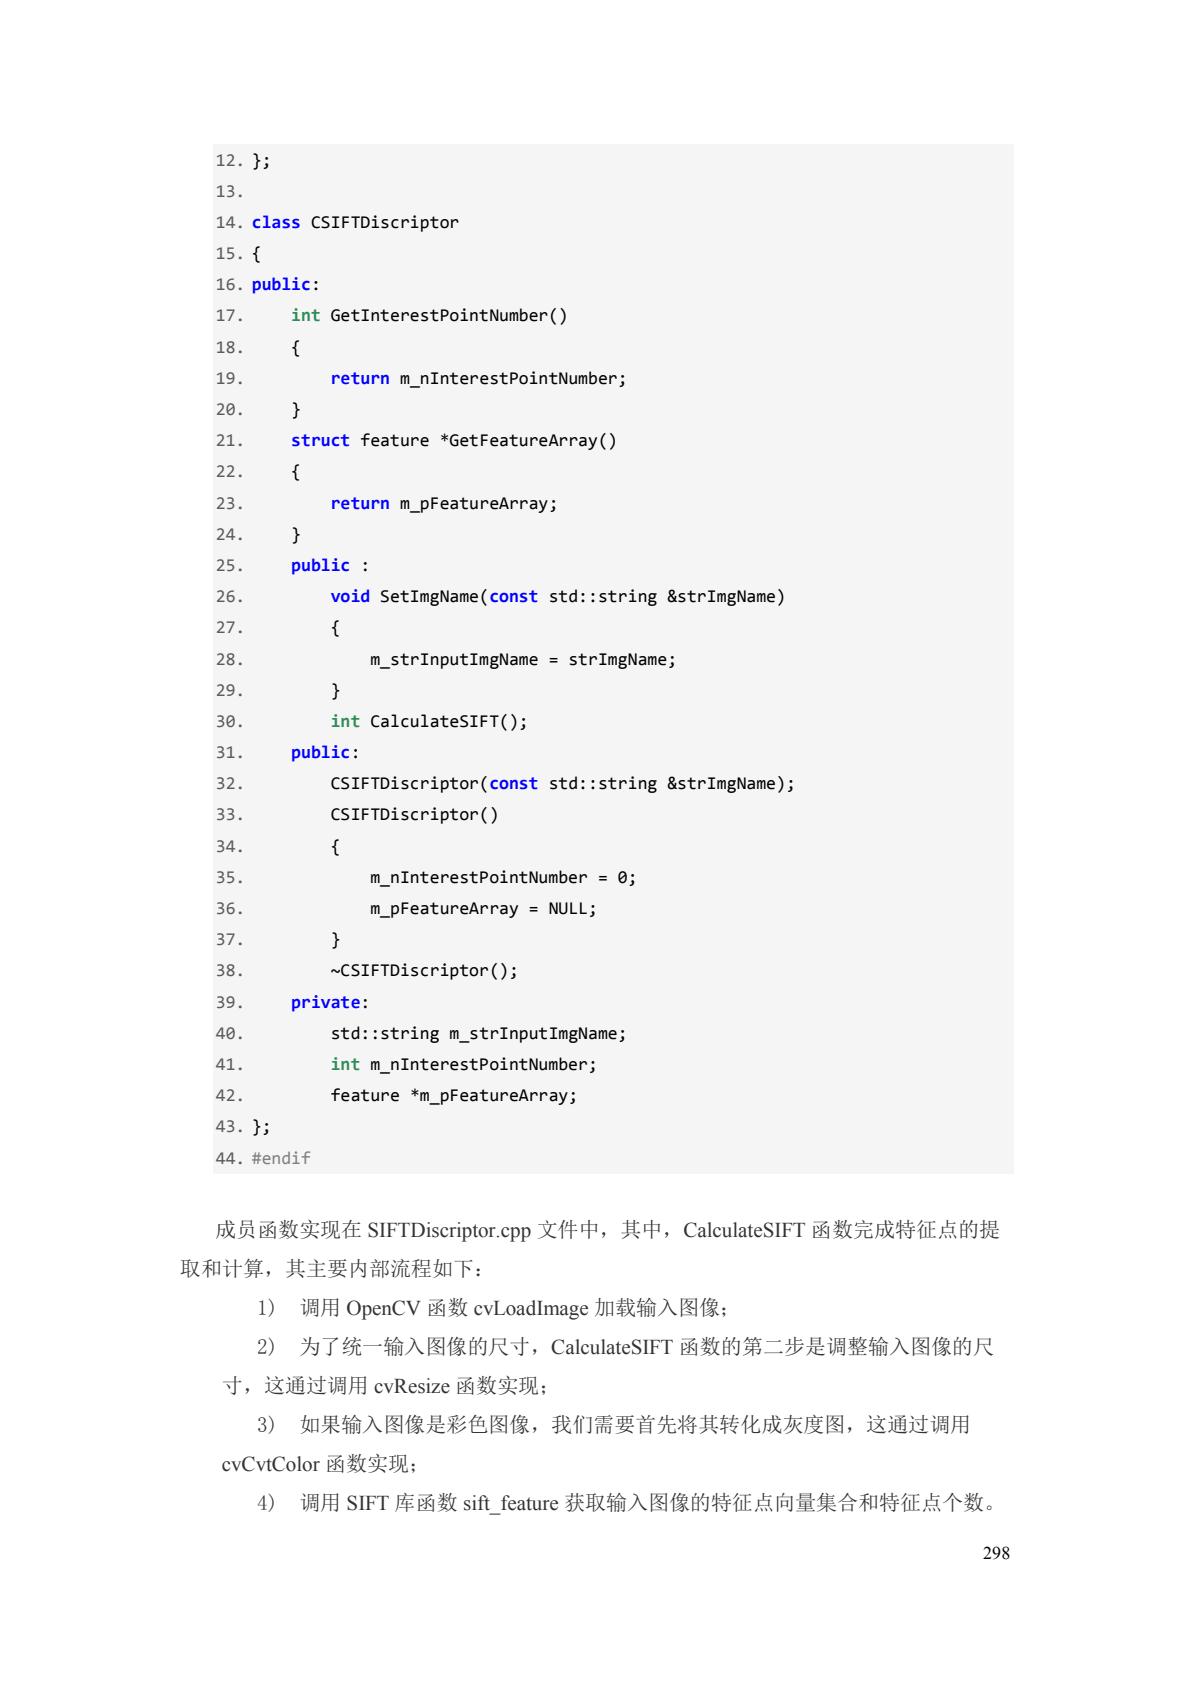 12. };
13.
14. class CSIFTDiscriptor
15. {
16. public:
17. int GetInterestPointNumber()
18. {
19. return m_nInterestPointNumber;
20. }
21. struct feature *GetFeatureArray()
22. {
23. return m_pFeatureArray;
24. }
25. public :
26. void SetImgName(const std::string &strImgName)
27. {
28. m_strInputImgName = strImgName;
29. }
30. int CalculateSIFT();
31. public:
32. CSIFTDiscriptor(const std::string &strImgName);
33. CSIFTDiscriptor()
34. {
35. m_nInterestPointNumber = 0;
36. m_pFeatureArray = NULL;
37. }
38. ~CSIFTDiscriptor();
39. private:
40. std::string m_strInputImgName;
41. int m_nInterestPointNumber;
42. feature *m_pFeatureArray;
43. };
44. #endif
成员函数实现在 SIFTDiscriptor.cpp 文件中，其中，CalculateSIFT 函数完成特征点的提
取和计算，其主要内部流程如下：
1） 调用 OpenCV 函数 cvLoadImage 加载输入图像；
2） 为了统一输入图像的尺寸，CalculateSIFT 函数的第二步是调整输入图像的尺
寸，这通过调用 cvResize 函数实现；
3） 如果输入图像是彩色图像，我们需要首先将其转化成灰度图，这通过调用
cvCvtColor 函数实现；
4） 调用 SIFT 库函数 sift_feature 获取输入图像的特征点向量集合和特征点个数。
298